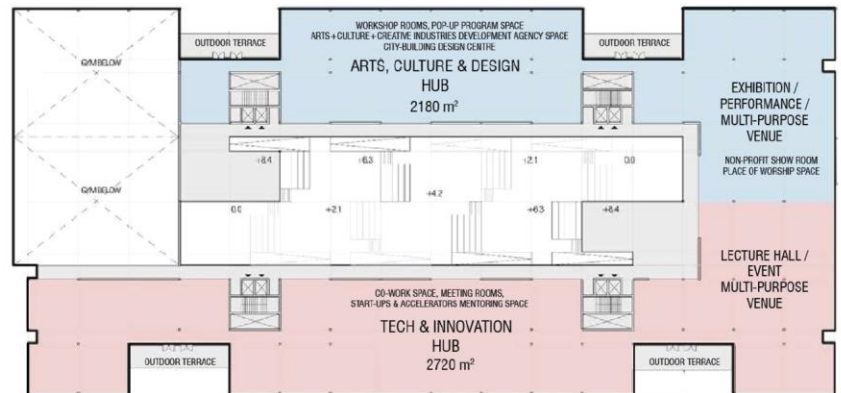 WORKSHOP ROOMS, POP-UP PROGRAM SPACE
ARTS + CULTURE + CREATIVE INDUSTRIES DEVELOPMENT AGENCY SPACE
CITY-BUILDING DESIGN CENTRE
OUTDOOR TERRACE
OUTDOOR TERRACE
GYM BELOW
ARTS, CULTURE & DESIGN
HUB
2180 m²
EXHIBITION /
PERFORMANCE /
MULTI-PURPOSE
VENUE
NON-PROFIT SHOW ROOM
PLACE OF WORSHIP SPACE
+8.4
+6.3
+2.1
0.0
GYM BELOW
+4.2
0.0
+2.1
+6.3
+8.4
LECTURE HALL /
EVENT
MULTI-PURPOSE
VENUE
CO-WORK SPACE, MEETING ROOMS,
START-UPS & ACCELERATORS MENTORING SPACE
TECH & INNOVATION
HUB
2720 m²
OUTDOOR TERRACE
OUTDOOR TERRACE